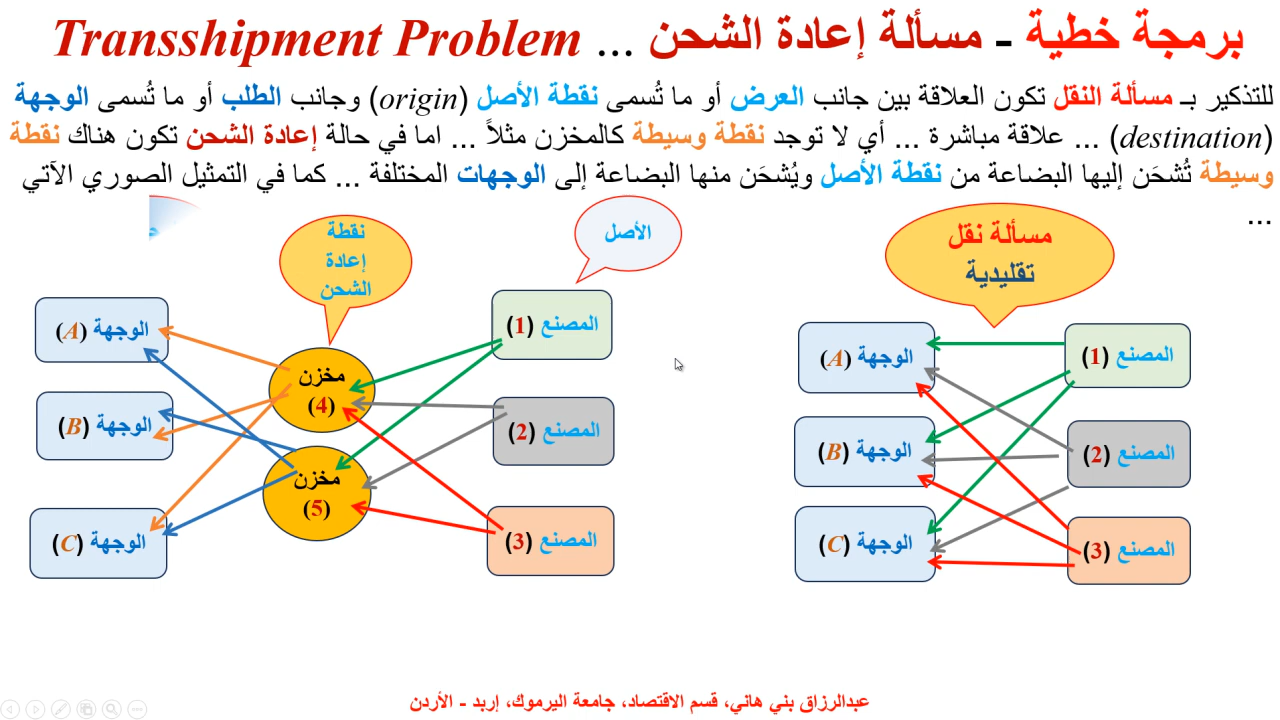 برمجة خطية - مسألة إعادة الشحن ... Transshipment Problem
للتذكير بـ مسألة النقل تكون العلاقة بين جانب العرض أو ما تُسمى نقطة الأصل (origin) وجانب الطلب أو ما تُسمى الوجهة
(destination) ... علاقة مباشرة ... أي لا توجد نقطة وسيطة كالمخزن مثلاً ... اما في حالة إعادة الشحن تكون هناك نقطة
وسيطة تُشحَن إليها البضاعة من نقطة الأصل ويُشحَن منها البضاعة إلى الوجهات المختلفة ... كما في التمثيل الصوري الآتي
...
مسألة نقل
تقليدية
المصنع (1)
المصنع (2)
المصنع (3)
الوجهة (A)
الوجهة (B)
الوجهة (C)
الأصل
نقطة
إعادة
الشحن
المصنع (1)
المصنع (2)
المصنع (3)
مخزن
(4)
مخزن
(5)
الوجهة (A)
الوجهة (B)
الوجهة (C)
عبدالرزاق بني هاني، قسم الاقتصاد، جامعة اليرموك، إربد - الأردن